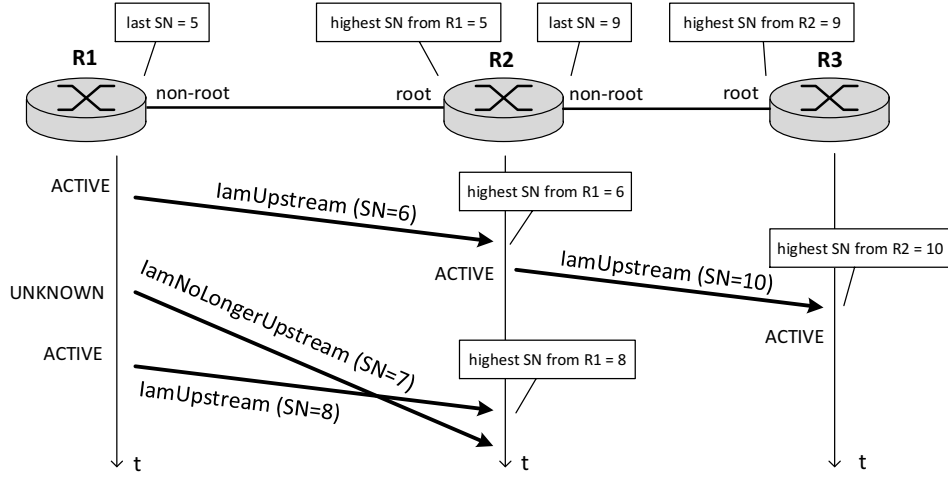 last SN = 5
highest SN from R1 = 5
last SN = 9
highest SN from R2 = 9
R1
R2
R3
non-root
root
non-root
root
ACTIVE
IamUpstream (SN=6)
highest SN from R1 = 6
highest SN from R2 = 10
ACTIVE
IamUpstream (SN=10)
UNKNOWN
IamNoLongerUpstream (SN=7)
ACTIVE
ACTIVE
highest SN from R1 = 8
IamUpstream (SN=8)
t
t
t